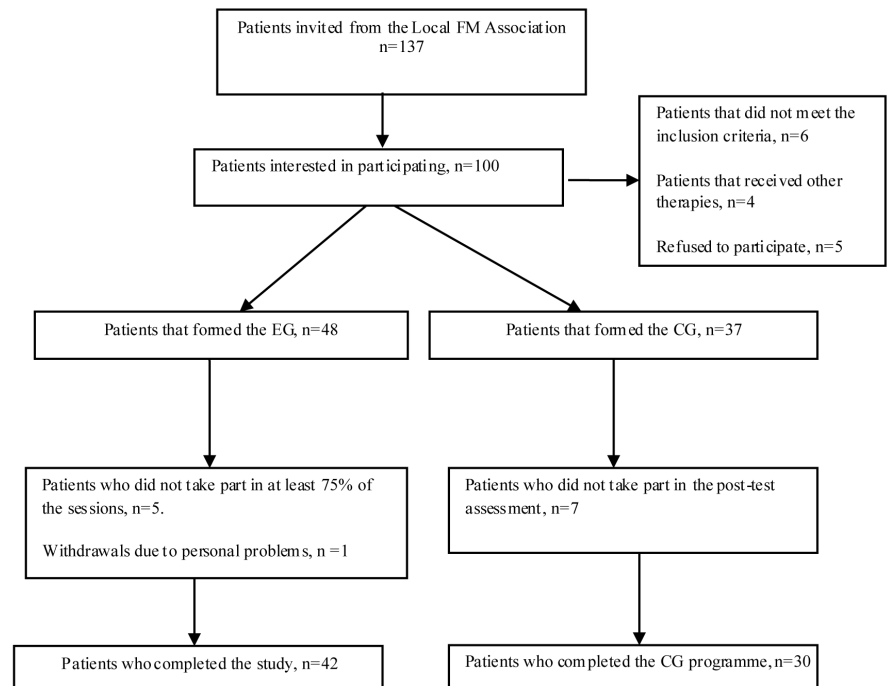 Patients invited from the Local FM Association
n=137
Patients that did not meet the
inclusion criteria, n=6
Patients interested in participating, n=100
Patients that received other
therapies, n=4
Refused to participate, n=5
Patients that formed the EG, n=48
Patients that formed the CG, n=37
Patients who did not take part in at least 75% of
the sessions, n=5.
Withdrawals due to personal problems, n =1
Patients who did not take part in the post-test
assessment, n=7
Patients who completed the study, n=42
Patients who completed the CG programme, n=30